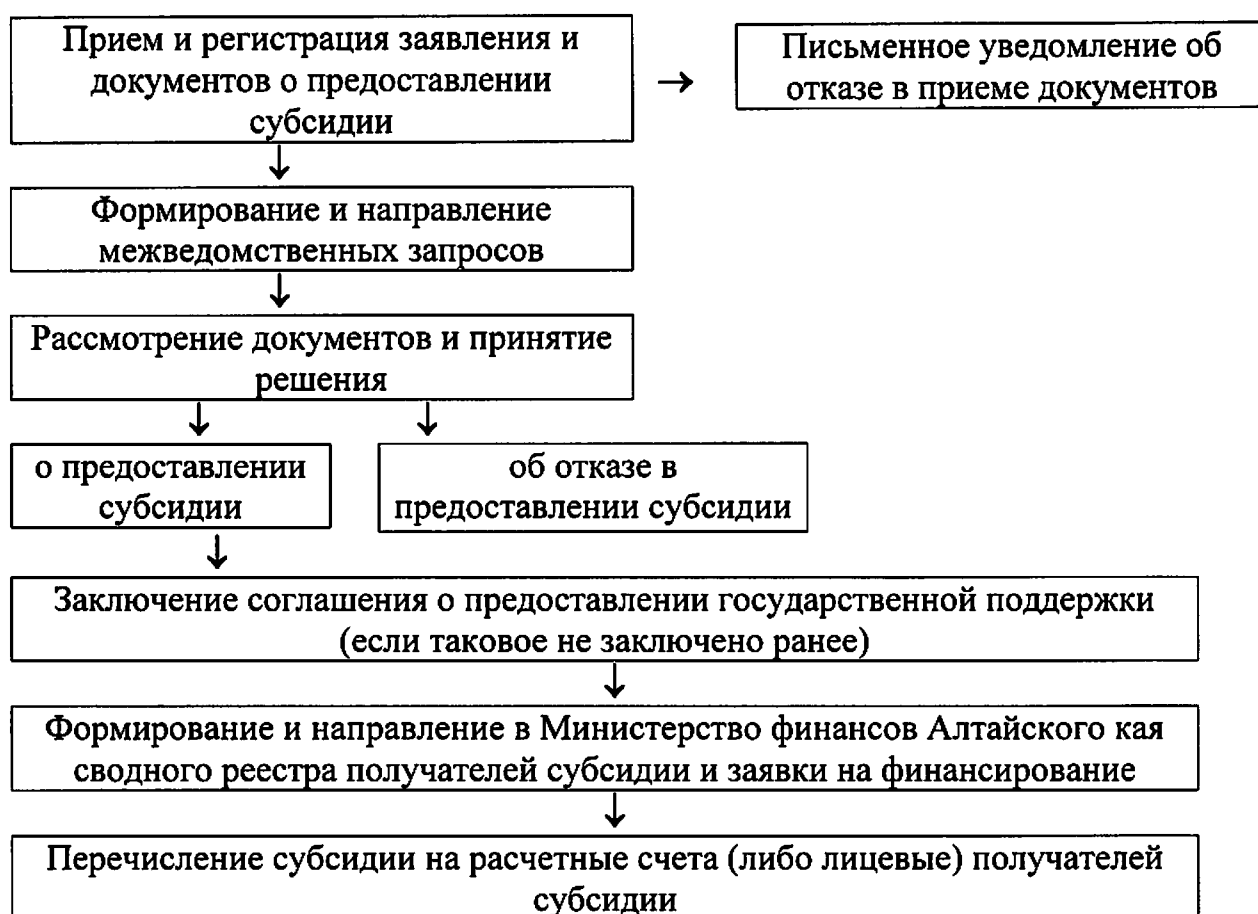 Прием и регистрация заявления и
документов о предоставлении
субсидии
→
Письменное уведомление об
отказе в приеме документов
↓
Формирование и направление
межведомственных запросов
↓
Рассмотрение документов и принятие
решения
↓ ↓
о предоставлении
субсидии
об отказе в
предоставлении субсидии
↓
Заключение соглашения о предоставлении государственной поддержки
(если таковое не заключено ранее)
↓
Формирование и направление в Министерство финансов Алтайского кая
сводного реестра получателей субсидии и заявки на финансирование
↓
Перечисление субсидии на расчетные счета (либо лицевые) получателей
субсидии